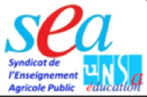 sea
Syndicat de
l'Enseignement
Agricole Public
unsa
éducation